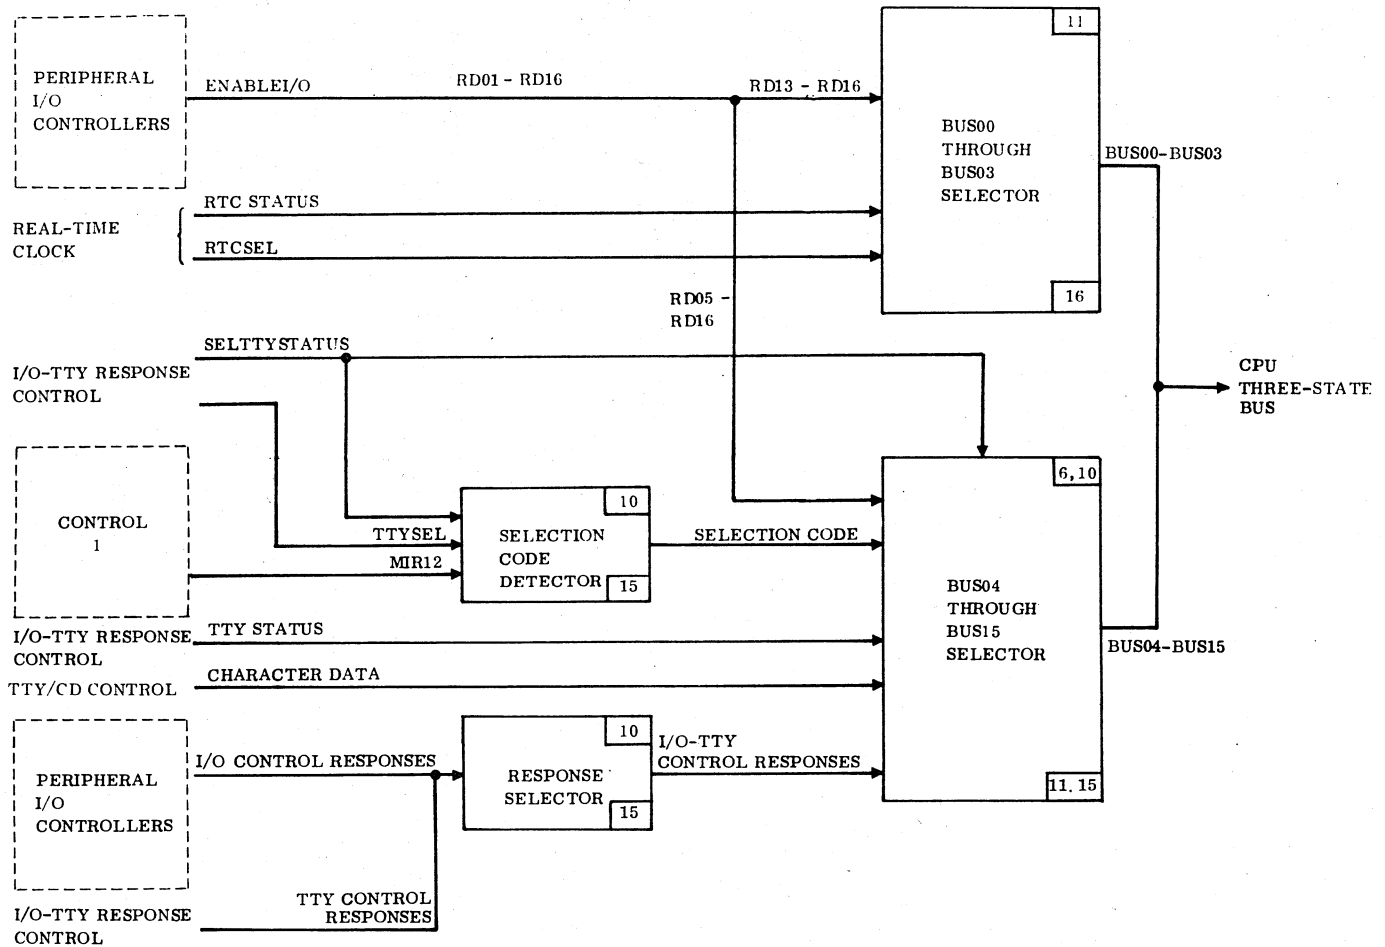 PERIPHERAL
I/O
CONTROLLERS
ENABLEI/O
RD01 - RD16
RD13 - RD16
11
BUS00
THROUGH
BUS03
SELECTOR
16
BUS00-BUS03
REAL-TIME
CLOCK
RTC STATUS
RTCSEL
RD05 -
RD16
SELTTYSTATUS
I/O-TTY RESPONSE
CONTROL
CPU
THREE-STATE
BUS
CONTROL
1
TTYSEL
MIR12
10
SELECTION
CODE
DETECTOR
15
SELECTION CODE
6,10
BUS04
THROUGH
BUS15
SELECTOR
11.15
BUS04-BUS15
I/O-TTY RESPONSE
CONTROL
TTY STATUS
TTY/CD CONTROL
CHARACTER DATA
PERIPHERAL
I/O
CONTROLLERS
I/O CONTROL RESPONSES
10
RESPONSE
SELECTOR
15
I/O-TTY
CONTROL RESPONSES
TTY CONTROL
RESPONSES
I/O-TTY RESPONSE
CONTROL